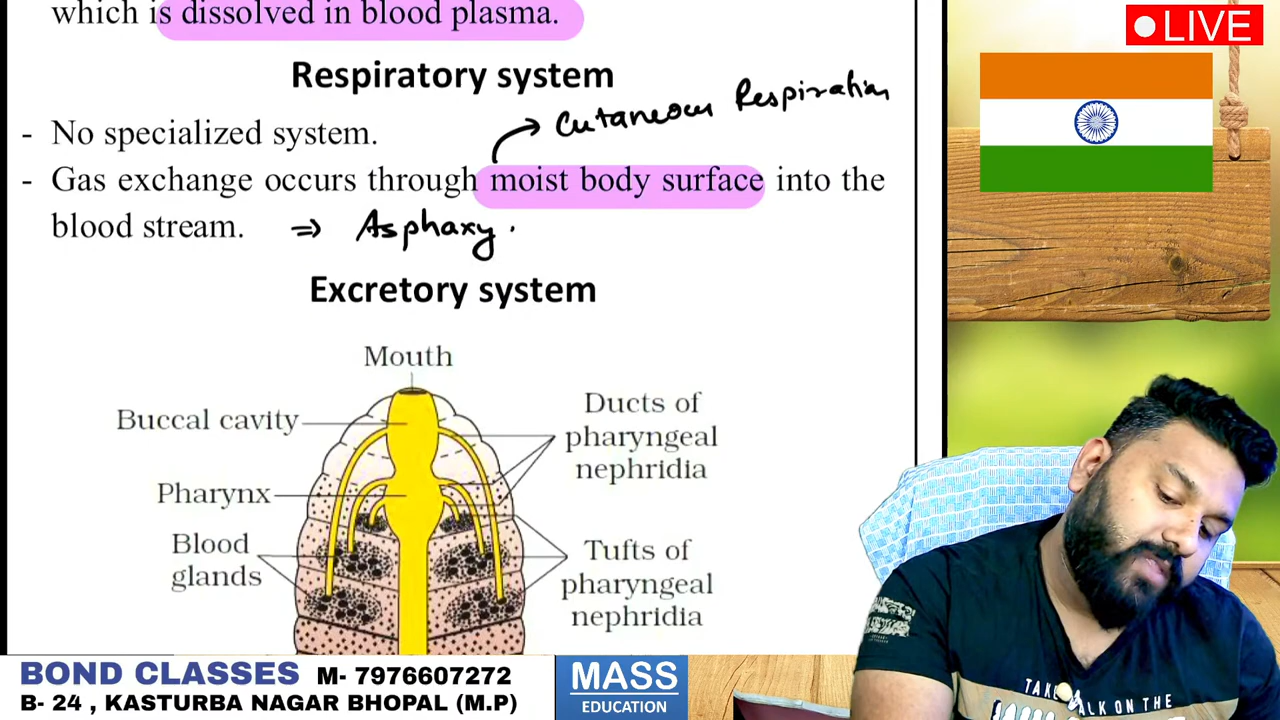 which is dissolved in blood plasma.
LIVE
Respiratory system
Cutaneous Respiration
- No specialized system.
- Gas exchange occurs through moist body surface into the
blood stream. ⇒ Asphaxy.
Excretory system
Mouth
Buccal cavity
Ducts of
pharyngeal
nephridia
Pharynx
Blood
glands
Tufts of
pharyngeal
nephridia
BOND CLASSES M- 7976607272
B- 24 , KASTURBA NAGAR BHOPAL (M.P)
MASS
EDUCATION
ON THE